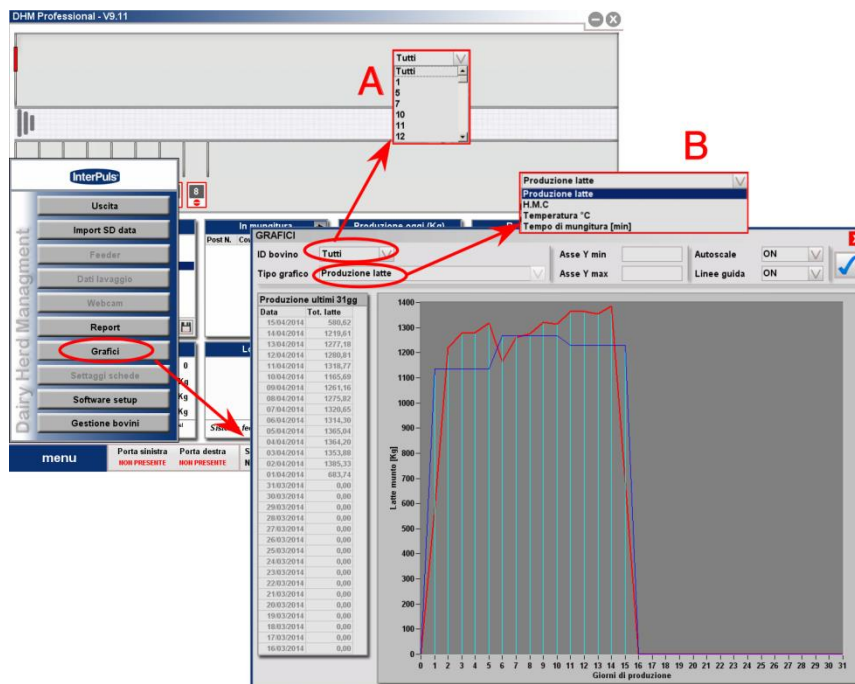 DHM Professional - V9.11
A
Tutti
Tutti
1
5
7
10
11
12
B
Produzione latte
Produzione latte
H.M.C
Temperatura °C
Tempo di mungitura [min]
InterPuls
Dairy Herd Managment
Uscita
Import SD data
Feeder
Dati lavaggio
Webcam
Report
Grafici
Settaggi schede
Software setup
Gestione bovini
menu
8
In mungitura
Produzione oggi (Kg)
Post N.
0
Kg
Kg
Kg
Porta sinistra
NON PRESENTE
Porta destra
NON PRESENTE
GRAFICI
ID bovino Tutti
Tipo grafico Produzione latte
Asse Y min
Asse Y max
Autoscale ON
Linee guida ON
Produzione ultimi 31gg
Data Tot. latte
15/04/2014 580,62
14/04/2014 1219,61
13/04/2014 1277,18
12/04/2014 1280,81
11/04/2014 1318,77
10/04/2014 1165,69
09/04/2014 1261,16
08/04/2014 1275,82
07/04/2014 1320,65
06/04/2014 1314,30
05/04/2014 1365,04
04/04/2014 1364,20
03/04/2014 1353,88
02/04/2014 1385,33
01/04/2014 683,74
31/03/2014 0,00
30/03/2014 0,00
29/03/2014 0,00
28/03/2014 0,00
27/03/2014 0,00
26/03/2014 0,00
25/03/2014 0,00
24/03/2014 0,00
23/03/2014 0,00
22/03/2014 0,00
21/03/2014 0,00
20/03/2014 0,00
19/03/2014 0,00
18/03/2014 0,00
17/03/2014 0,00
16/03/2014 0,00
Latte munto [Kg]
1400
1300
1200
1100
1000
900
800
700
600
500
400
300
200
100
0
0 1 2 3 4 5 6 7 8 9 10 11 12 13 14 15 16 17 18 19 20 21 22 23 24 25 26 27 28 29 30 31
Giorni di produzione